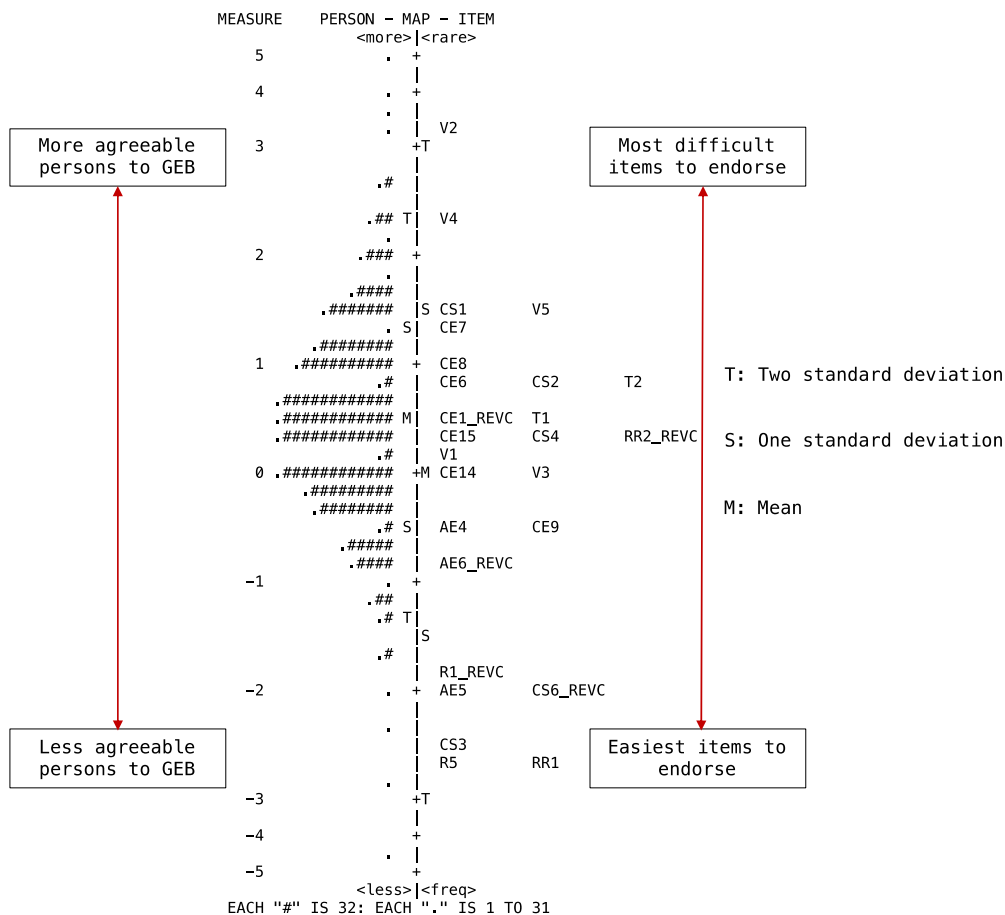 MEASURE PERSON - MAP - ITEM
<more>|<rare>
5 . +
|
4 . +
. |
. | V2
More agreeable persons to GEB
3 +T
Most difficult items to endorse
|
.# |
|
.## T| V4
. |
2 .### +
. |
.#### |
.####### |S CS1 V5
. S| CE7
.######## |
1 .########## + CE8
.# | CE6 CS2 T2
T: Two standard deviation
.############ |
.############ M| CE1_REVC T1
.############ | CE15 CS4 RR2_REVC
S: One standard deviation
.# | V1
0 .############ +M CE14 V3
.######### |
.######## |
M: Mean
.# S| AE4 CE9
.##### |
.#### | AE6_REVC
-1 . +
.## |
.# T|
|S
.# |
| R1_REVC
-2 . + AE5 CS6_REVC
|
. |
Less agreeable persons to GEB
| CS3
| R5 RR1
Easiest items to endorse
. |
-3 +T
|
-4 +
. |
-5 +
<less>|<freq>
EACH "#" IS 32: EACH "." IS 1 TO 31